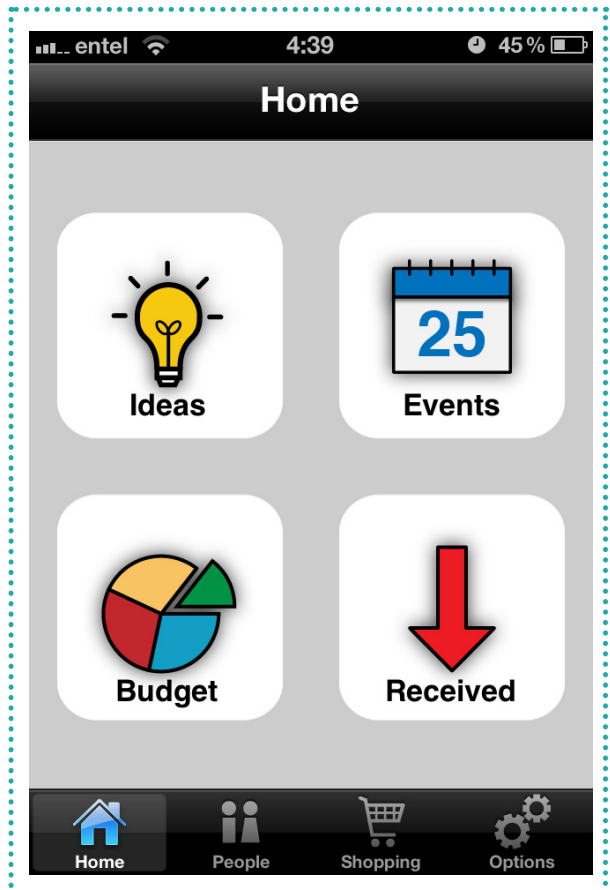 entel 4:39 45%
Home
25
Ideas Events
Budget Received
Home People Shopping Options